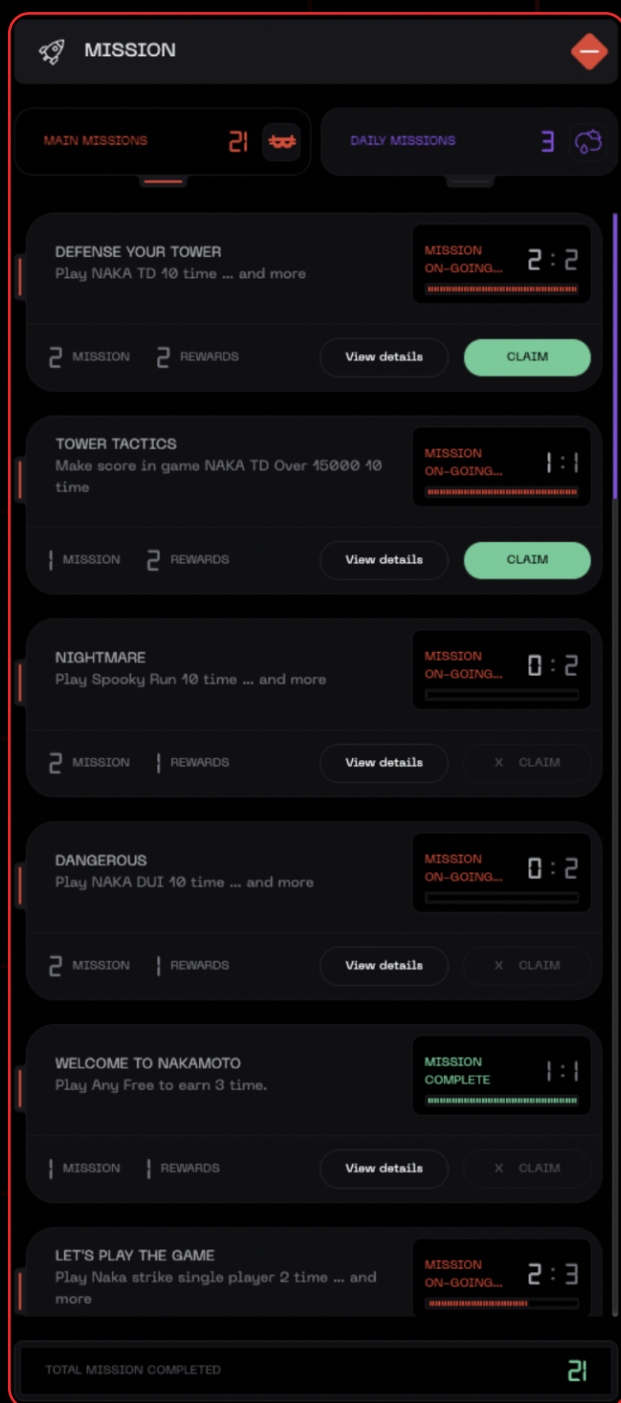 MISSION
MAIN MISSIONS 21
DAILY MISSIONS 3
DEFENSE YOUR TOWER
Play NAKA TD 10 time ... and more
MISSION
ON-GOING... 2 : 2
2 MISSION 2 REWARDS View details CLAIM
TOWER TACTICS
Make score in game NAKA TD Over 15000 10
time
MISSION
ON-GOING... 1 : 1
1 MISSION 2 REWARDS View details CLAIM
NIGHTMARE
Play Spooky Run 10 time ... and more
MISSION
ON-GOING... 0 : 2
2 MISSION 1 REWARDS View details X CLAIM
DANGEROUS
Play NAKA DUI 10 time ... and more
MISSION
ON-GOING... 0 : 2
2 MISSION 1 REWARDS View details X CLAIM
WELCOME TO NAKAMOTO
Play Any Free to earn 3 time.
MISSION
COMPLETE 1 : 1
1 MISSION 1 REWARDS View details X CLAIM
LET'S PLAY THE GAME
Play Naka strike single player 2 time ... and
more
MISSION
ON-GOING... 2 : 3
TOTAL MISSION COMPLETED 21